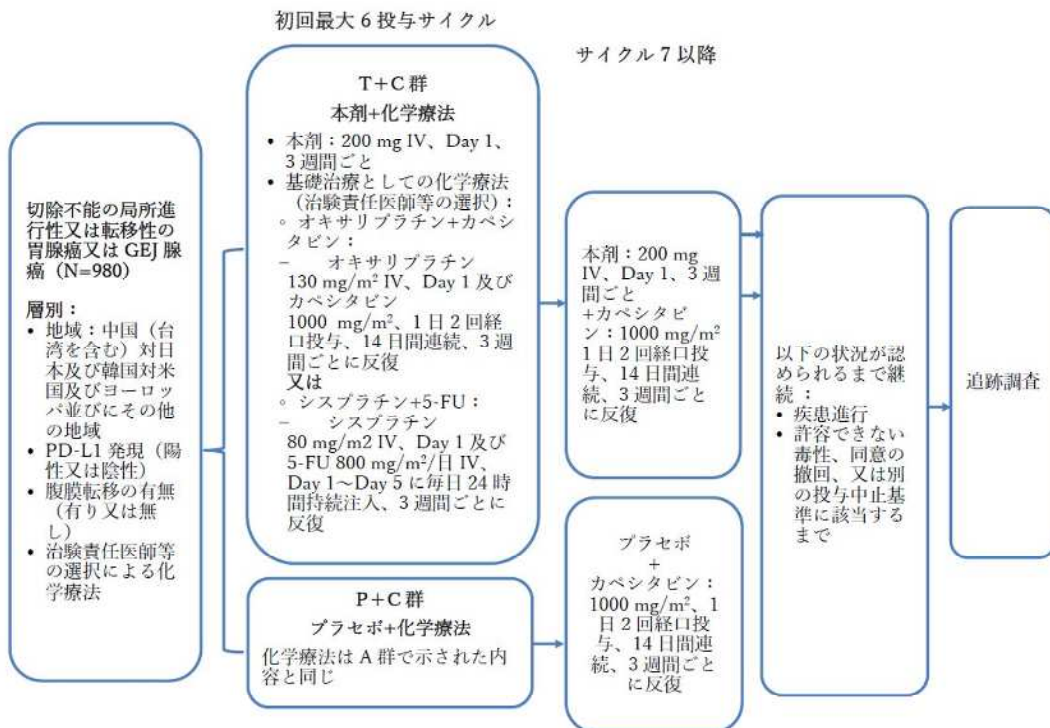 初回最大 6 投与サイクル
サイクル 7 以降
切除不能の局所進
行性又は転移性の
胃腺癌又は GEJ 腺
癌（N=980）
層別：
• 地域：中国（台
湾を含む）対日
本及び韓国対米
国及びヨーロッ
パ並びにその他
の地域
• PD-L1 発現（陽
性又は陰性）
• 腹膜転移の有無
（有り又は無
し）
• 治験責任医師等
の選択による化
学療法
T+C 群
本剤+化学療法
• 本剤：200 mg IV、Day 1、
3 週間ごと
• 基礎治療としての化学療法
（治験責任医師等の選択）：
◦ オキサリプラチン+カペシ
タビン：
– オキサリプラチン
130 mg/m² IV、Day 1 及び
カペシタビン
1000 mg/m²、1 日 2 回経
口投与、14 日間連続、3 週
間ごとに反復
又は
◦ シスプラチン+5-FU：
– シスプラチン
80 mg/m2 IV、Day 1 及び
5-FU 800 mg/m²/日 IV、
Day 1～Day 5 に毎日 24 時
間持続注入、3 週間ごとに
反復
P+C 群
プラセボ+化学療法
化学療法は A 群で示された内
容と同じ
本剤：200 mg
IV、Day 1、3 週
間ごと
+カペシタビ
ン：1000 mg/m²
1 日 2 回経口投
与、14 日間連
続、3 週間ごと
に反復
プラセボ
+
カペシタビン：
1000 mg/m²、1
日 2 回経口投
与、14 日間連
続、3 週間ごと
に反復
以下の状況が認
められるまで継
続：
• 疾患進行
• 許容できない
毒性、同意の
撤回、又は別
の投与中止基
準に該当する
まで
追跡調査